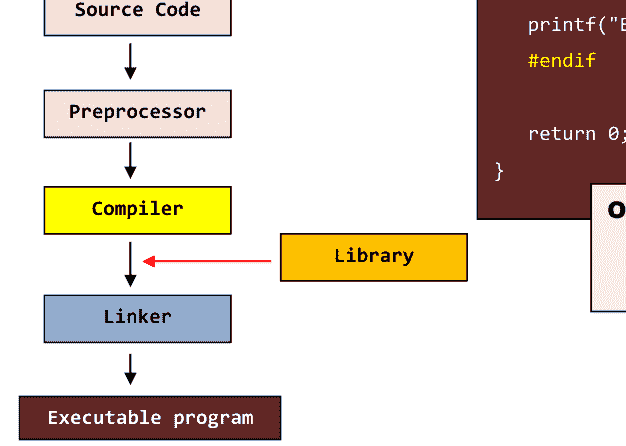 Source Code
Preprocessor
Compiler
Library
Linker
Executable program
printf("
#endif
return 0;
}